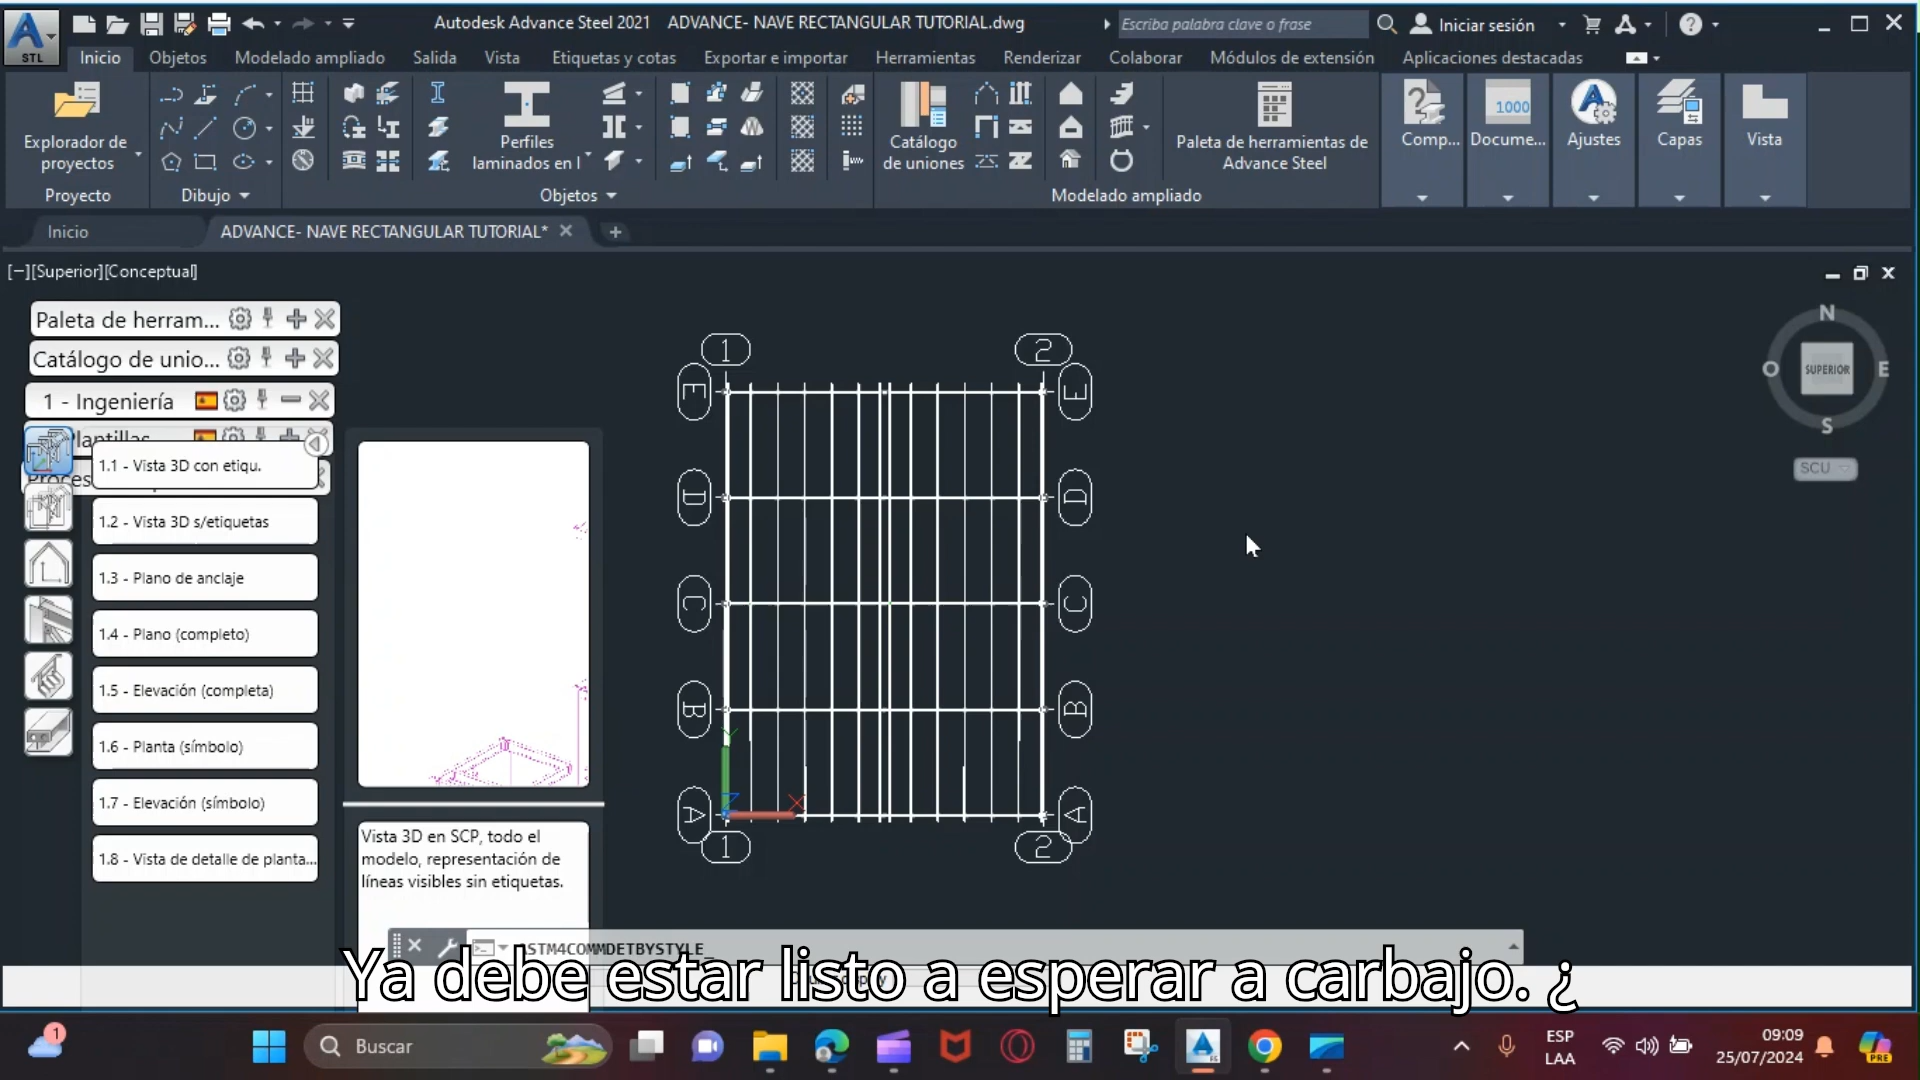 STL
Autodesk Advance Steel 2021 ADVANCE- NAVE RECTANGULAR TUTORIAL.dwg
Escriba palabra clave o frase
Iniciar sesión
Inicio Objetos Modelado ampliado Salida Vista Etiquetas y cotas Exportar e importar Herramientas Renderizar Colaborar Módulos de extensión Aplicaciones destacadas
Explorador de
proyectos
Perfiles
laminados en I
Catálogo
de uniones
Paleta de herramientas de
Advance Steel
Comp...
1000
Docume...
Ajustes
Capas
Vista
Proyecto Dibujo Objetos Modelado ampliado
Inicio
ADVANCE- NAVE RECTANGULAR TUTORIAL*
[−][Superior][Conceptual]
Paleta de herram...
Catálogo de unio...
1 - Ingeniería
1.1 - Vista 3D con etiqu.
1.2 - Vista 3D s/etiquetas
1.3 - Plano de anclaje
1.4 - Plano (completo)
1.5 - Elevación (completa)
1.6 - Planta (símbolo)
1.7 - Elevación (símbolo)
1.8 - Vista de detalle de planta...
Vista 3D en SCP, todo el
modelo, representación de
líneas visibles sin etiquetas.
1 2
E E
D D
C C
B B
Y
Z X
A A
1 2
N
O SUPERIOR E
S
SCU
STM4COMMDETBYSTYLE_
Ya debe estar listo a esperar a carbajo. ¿
1
Buscar
ESP
LAA
09:09
25/07/2024
PRE